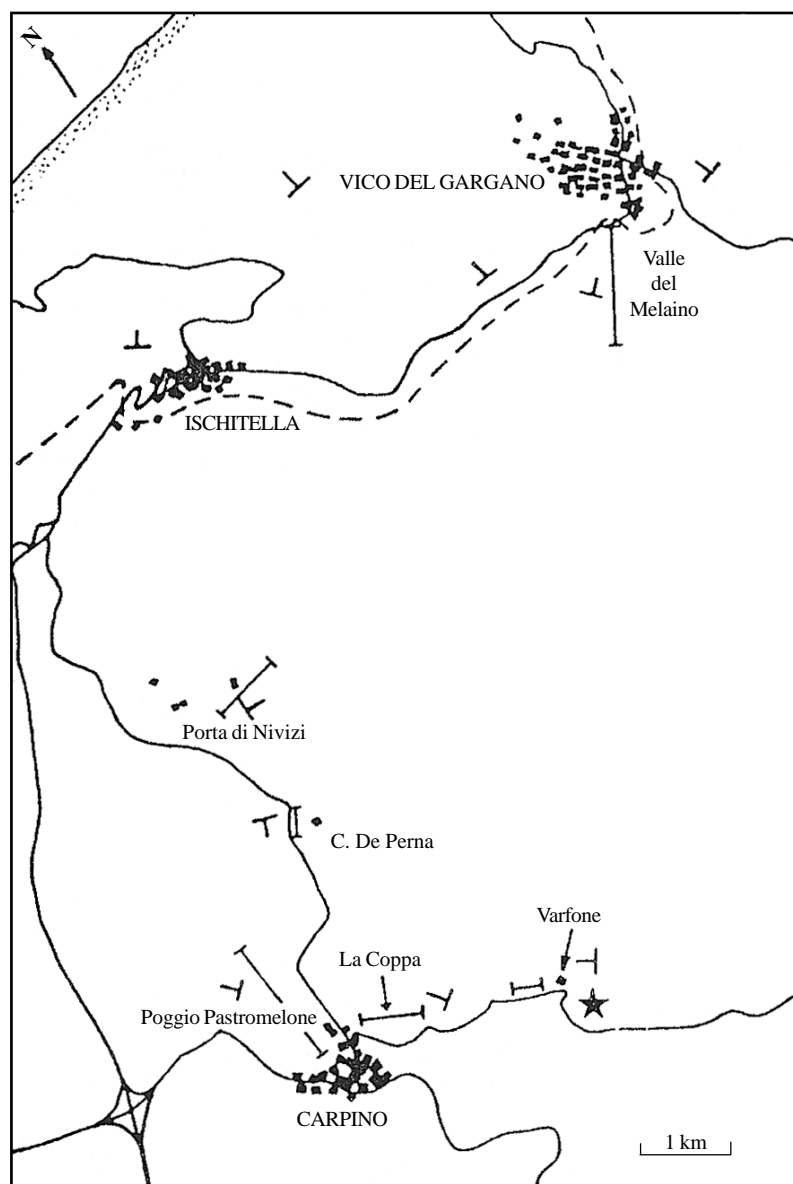 N
VICO DEL GARGANO
Valle
del
Melaino
ISCHITELLA
Porta di Nivizi
C. De Perna
Varfone
La Coppa
Poggio Pastromelone
CARPINO
1 km